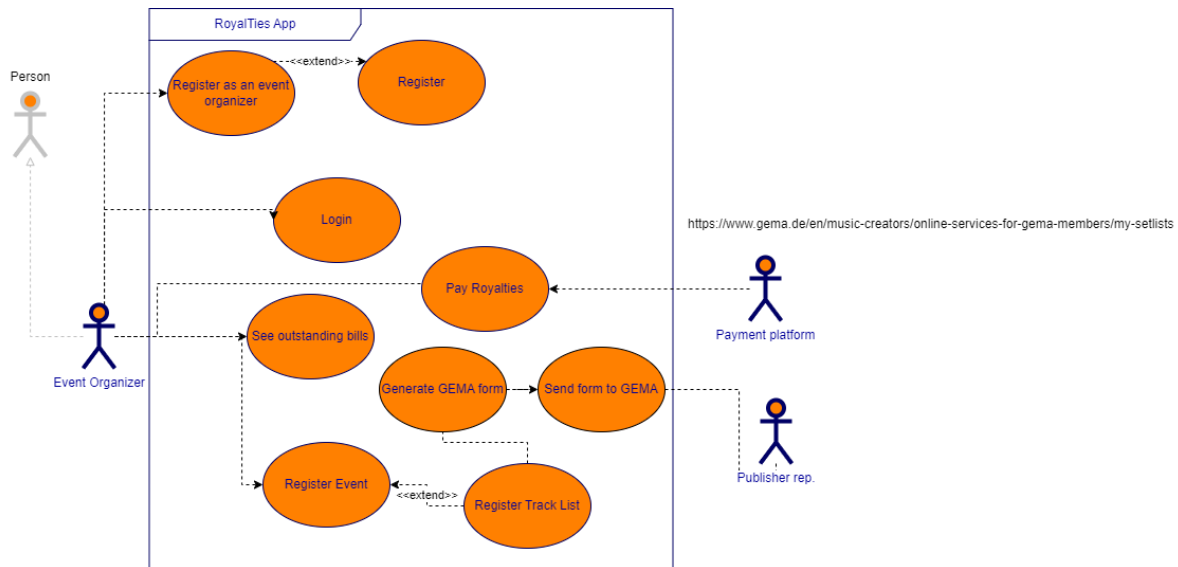 RoyalTies App
Person
Register as an event
organizer
<<extend>>
Register
Login
https://www.gema.de/en/music-creators/online-services-for-gema-members/my-setlists
Pay Royalties
Payment platform
See outstanding bills
Event Organizer
Generate GEMA form
Send form to GEMA
Publisher rep.
Register Event
<<extend>>
Register Track List